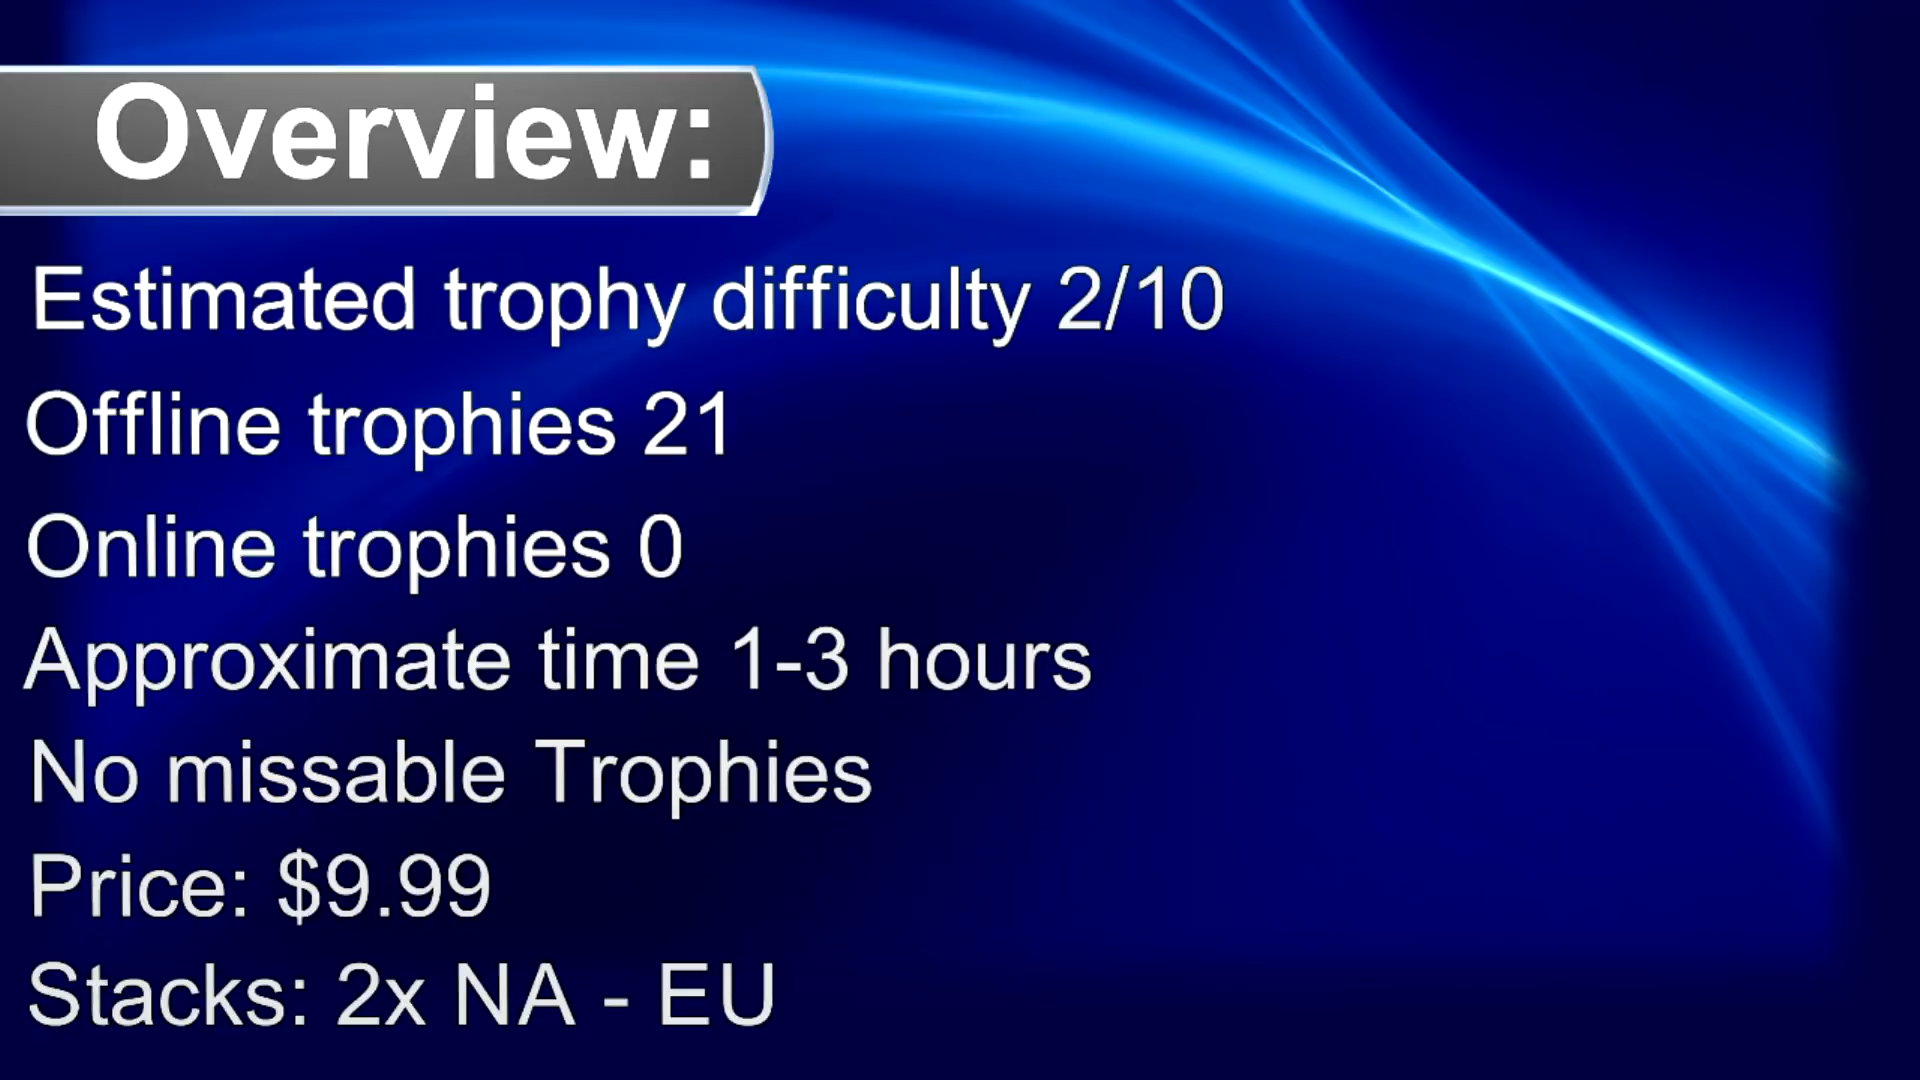 Overview:
Estimated trophy difficulty 2/10
Offline trophies 21
Online trophies 0
Approximate time 1-3 hours
No missable Trophies
Price: $9.99
Stacks: 2x NA - EU